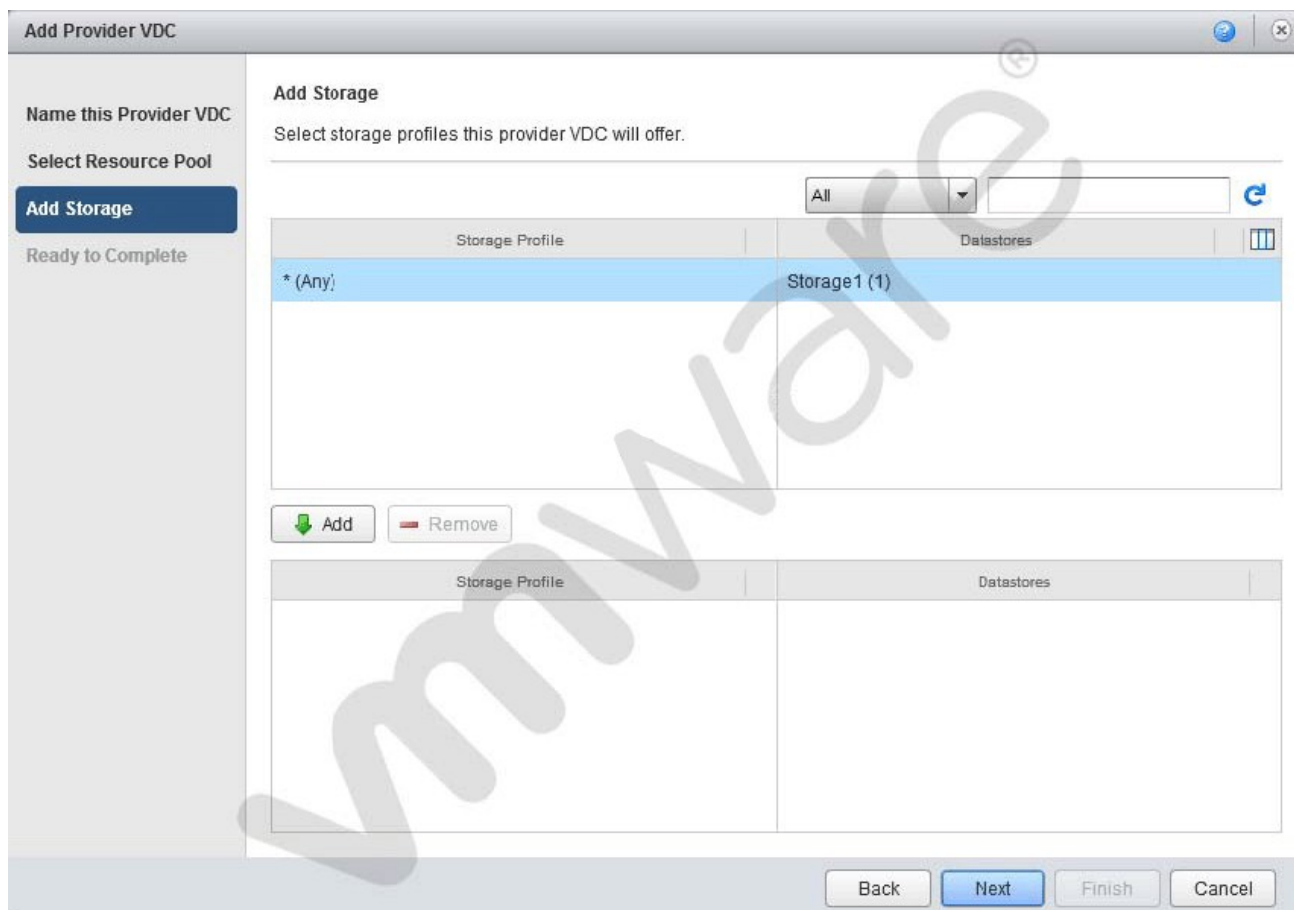 Add Provider VDC
Name this Provider VDC
Select Resource Pool
Add Storage
Ready to Complete
Add Storage
Select storage profiles this provider VDC will offer.
All
Storage Profile Datastores
* (Any) Storage1 (1)
Add Remove
Storage Profile Datastores
Back Next Finish Cancel
vmware®